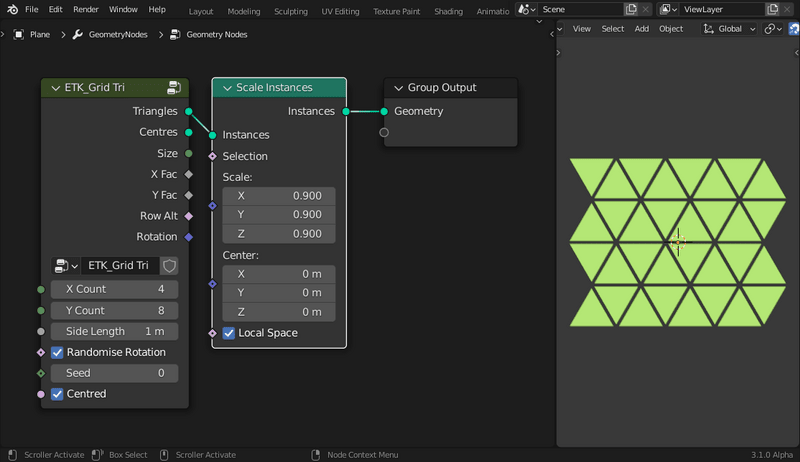 File Edit Render Window Help
Layout Modeling Sculpting UV Editing Texture Paint Shading Animatio
Scene
ViewLayer
Plane GeometryNodes Geometry Nodes
View Select Add Object Global
ETK_Grid Tri
Triangles
Centres
Size
X Fac
Y Fac
Row Alt
Rotation
ETK_Grid Tri
X Count 4
Y Count 8
Side Length 1 m
Randomise Rotation
Seed 0
Centred
Scale Instances
Instances
Instances
Selection
Scale:
X 0.900
Y 0.900
Z 0.900
Center:
X 0 m
Y 0 m
Z 0 m
Local Space
Group Output
Geometry
Scroller Activate Box Select Scroller Activate Node Context Menu 3.1.0 Alpha